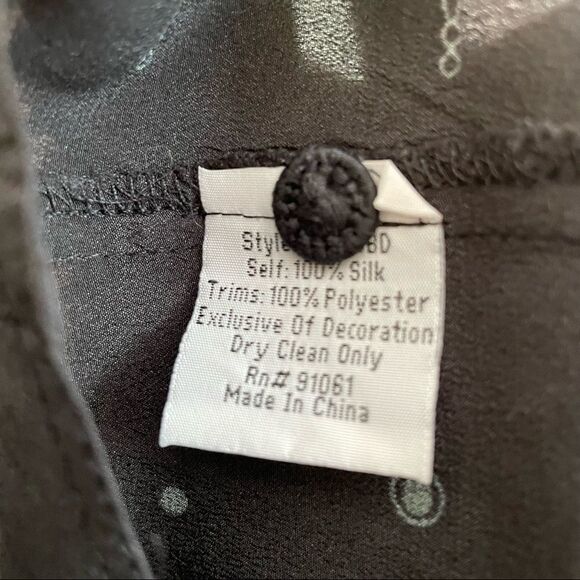 Style
Self: 100% Silk
Trims: 100% Polyester
Exclusive Of Decoration
Dry Clean Only
Rn# 91061
Made In China